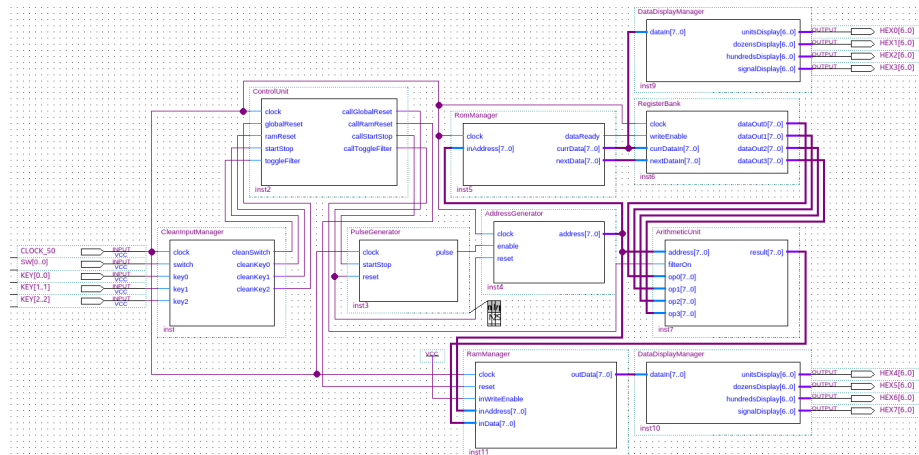 DataDisplayManager
dataIn[7..0]
unitsDisplay[6..0]
dozensDisplay[6..0]
hundredsDisplay[6..0]
signalDisplay[6..0]
inst9
OUTPUT HEX0[6..0]
OUTPUT HEX1[6..0]
OUTPUT HEX2[6..0]
OUTPUT HEX3[6..0]
ControlUnit
clock callGlobalReset
globalReset callRamReset
ramReset callStartStop
startStop callToggleFilter
toggleFilter
inst2
RomManager
clock dataReady
inAddress[7..0] currData[7..0]
nextData[7..0]
inst5
RegisterBank
clock dataOut0[7..0]
writeEnable dataOut1[7..0]
currDataIn[7..0] dataOut2[7..0]
nextDataIn[7..0] dataOut3[7..0]
inst6
CLOCK_50 INPUT VCC
SW[0..0] INPUT VCC
KEY[0..0] INPUT VCC
KEY[1..1] INPUT VCC
KEY[2..2] INPUT VCC
CleanInputManager
clock cleanSwitch
switch cleanKey0
key0 cleanKey1
key1 cleanKey2
key2
inst
PulseGenerator
clock pulse
startStop
reset
inst3
AddressGenerator
clock address[7..0]
enable
reset
inst4
ArithmeticUnit
address[7..0] result[7..0]
filterOn
op0[7..0]
op1[7..0]
op2[7..0]
op3[7..0]
inst7
VCC
RamManager
clock outData[7..0]
reset
inWriteEnable
inAddress[7..0]
inData[7..0]
inst11
DataDisplayManager
dataIn[7..0]
unitsDisplay[6..0]
dozensDisplay[6..0]
hundredsDisplay[6..0]
signalDisplay[6..0]
inst10
OUTPUT HEX4[6..0]
OUTPUT HEX5[6..0]
OUTPUT HEX6[6..0]
OUTPUT HEX7[6..0]